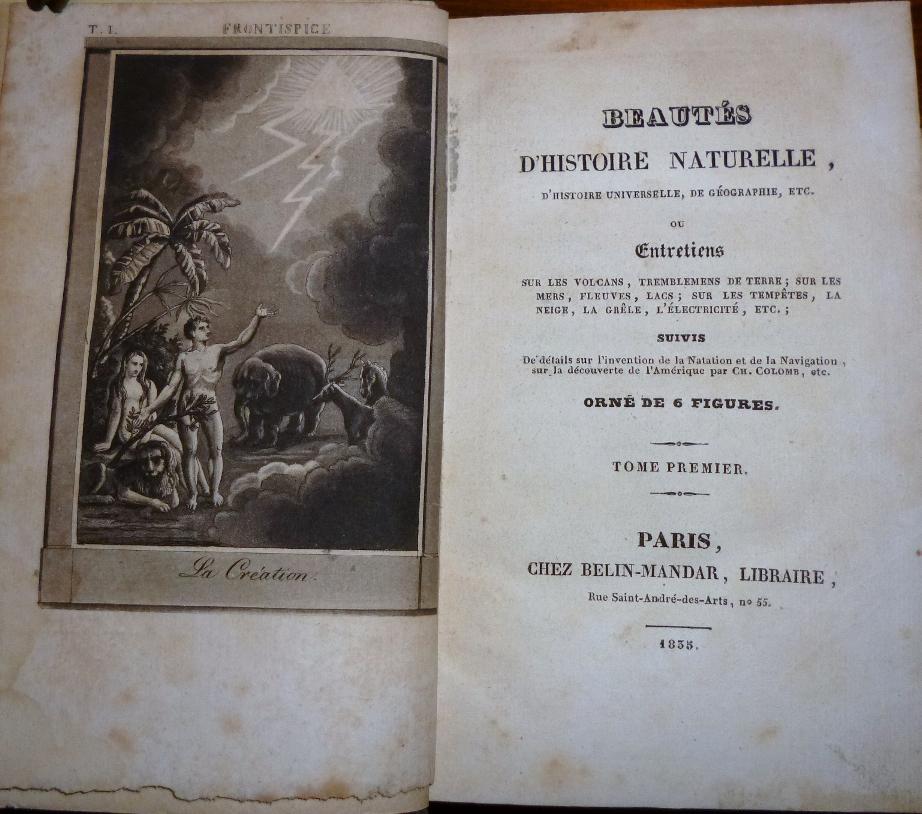 T. I. FRONTISPICE
La Création.
BEAUTÉS
D'HISTOIRE NATURELLE,
D'HISTOIRE UNIVERSELLE, DE GÉOGRAPHIE, ETC.
OU
Entretiens
SUR LES VOLCANS, TREMBLEMENS DE TERRE; SUR LES
MERS, FLEUVES, LACS; SUR LES TEMPÊTES, LA
NEIGE, LA GRÊLE, L'ÉLECTRICITÉ, ETC.;
SUIVIS
De détails sur l'invention de la Natation et de la Navigation,
sur la découverte de l'Amérique par CH. COLOMB, etc.
ORNÉ DE 6 FIGURES.
TOME PREMIER.
PARIS,
CHEZ BELIN-MANDAR, LIBRAIRE,
Rue Saint-André-des-Arts, no 55.
1835.